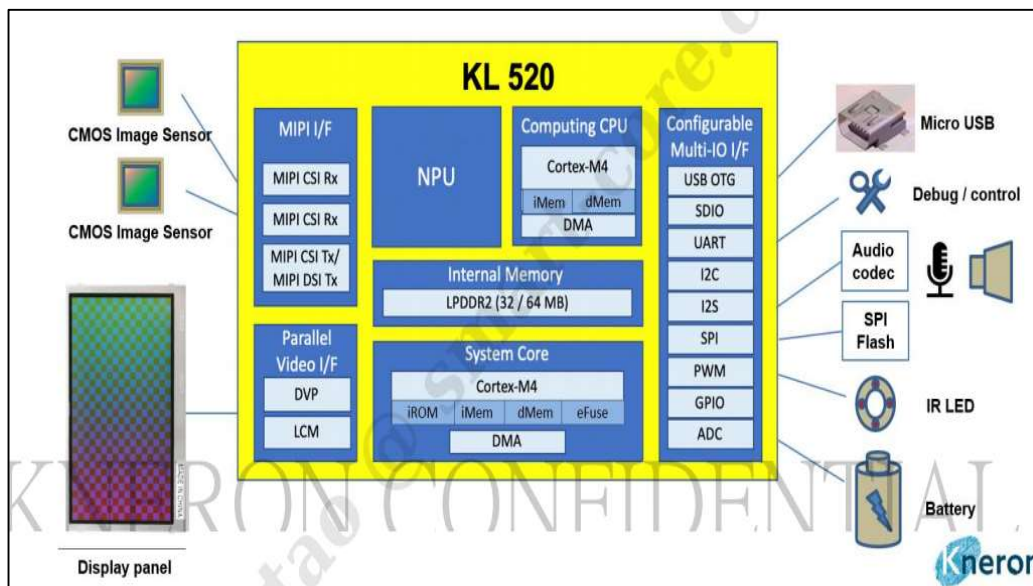 KL 520
CMOS Image Sensor
CMOS Image Sensor
Display panel
MIPI I/F
MIPI CSI Rx
MIPI CSI Rx
MIPI CSI Tx/
MIPI DSI Tx
Parallel
Video I/F
DVP
LCM
NPU
Computing CPU
Cortex-M4
iMem dMem
DMA
Internal Memory
LPDDR2 (32 / 64 MB)
System Core
Cortex-M4
iROM iMem dMem eFuse
DMA
Configurable
Multi-IO I/F
USB OTG
SDIO
UART
I2C
I2S
SPI
PWM
GPIO
ADC
Micro USB
Debug / control
Audio
codec
SPI
Flash
IR LED
Battery
MADE IN CHINA
KNERON CONFIDENTIAL
Kneron